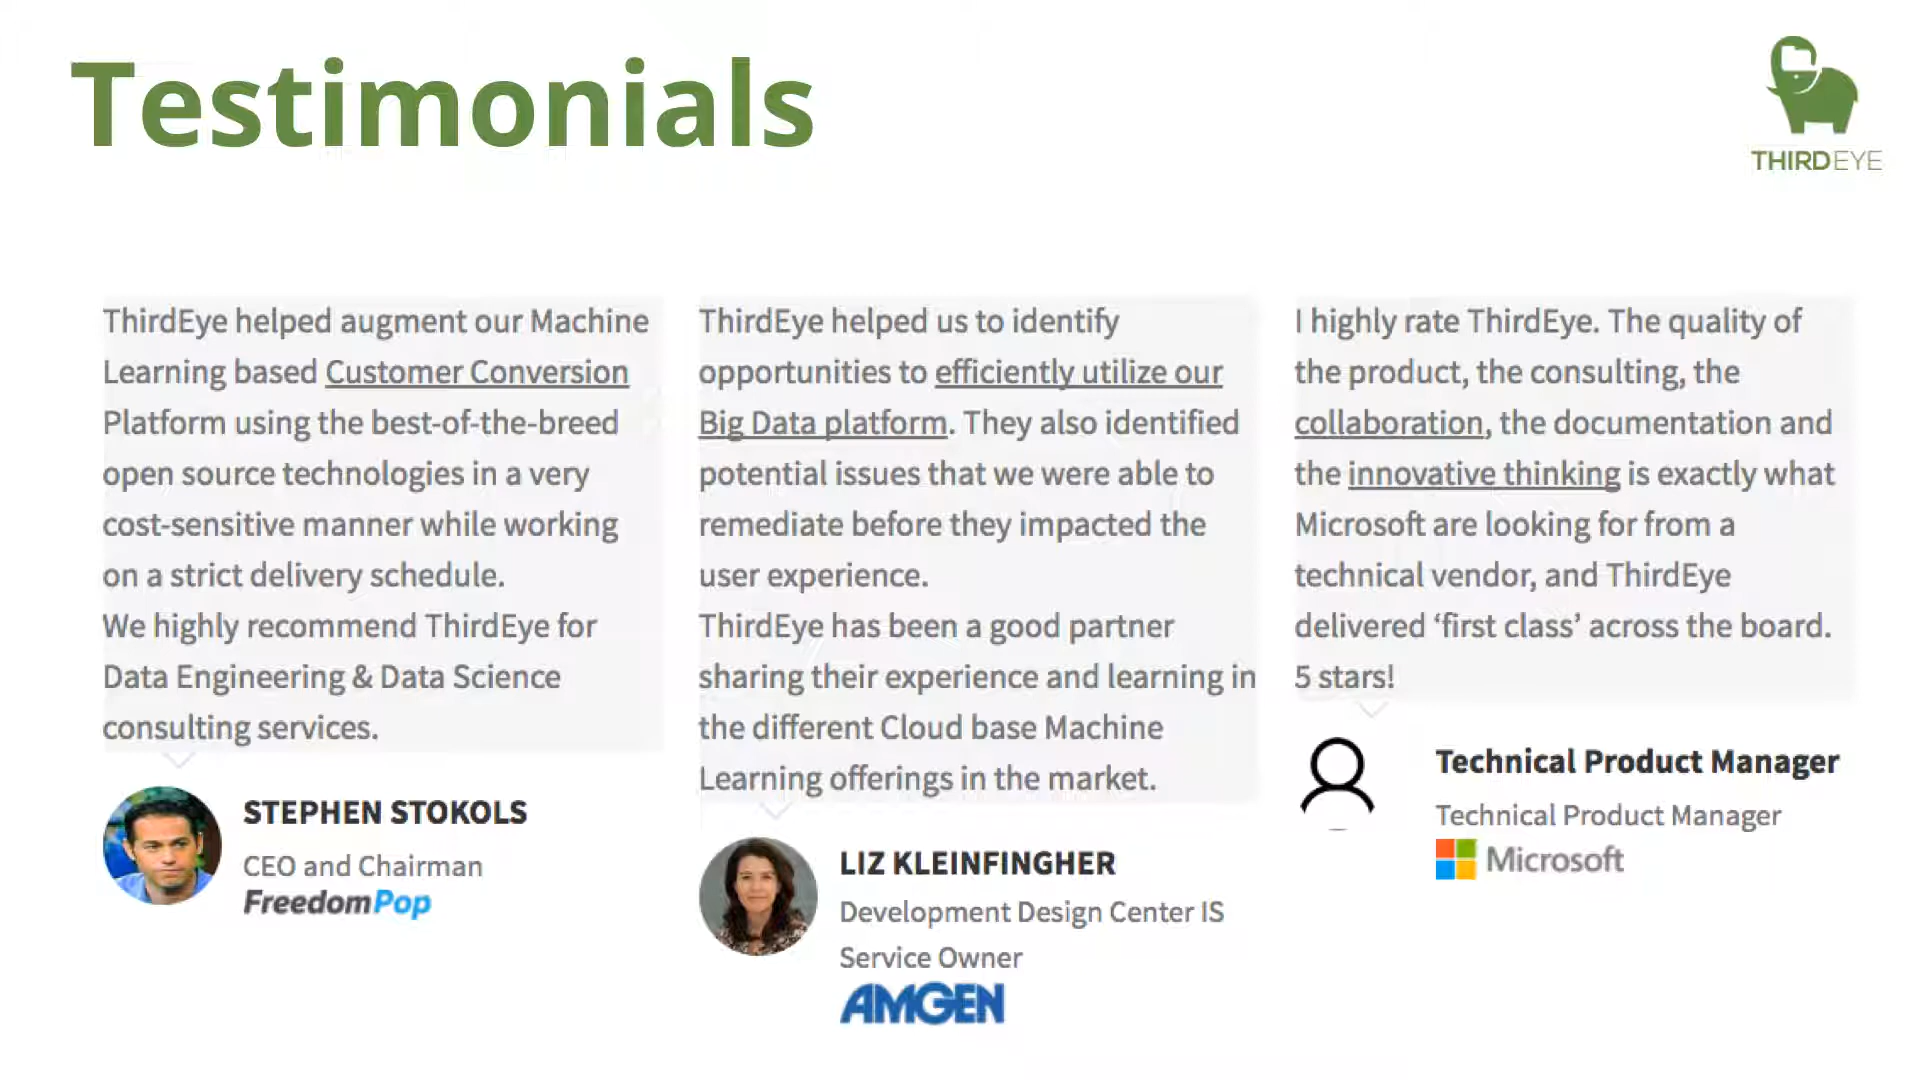 Testimonials
THIRDEYE
ThirdEye helped augment our Machine
Learning based Customer Conversion
Platform using the best-of-the-breed
open source technologies in a very
cost-sensitive manner while working
on a strict delivery schedule.
We highly recommend ThirdEye for
Data Engineering & Data Science
consulting services.
STEPHEN STOKOLS
CEO and Chairman
FreedomPop
ThirdEye helped us to identify
opportunities to efficiently utilize our
Big Data platform. They also identified
potential issues that we were able to
remediate before they impacted the
user experience.
ThirdEye has been a good partner
sharing their experience and learning in
the different Cloud base Machine
Learning offerings in the market.
LIZ KLEINFINGHER
Development Design Center IS
Service Owner
AMGEN
I highly rate ThirdEye. The quality of
the product, the consulting, the
collaboration, the documentation and
the innovative thinking is exactly what
Microsoft are looking for from a
technical vendor, and ThirdEye
delivered ‘first class’ across the board.
5 stars!
Technical Product Manager
Technical Product Manager
Microsoft